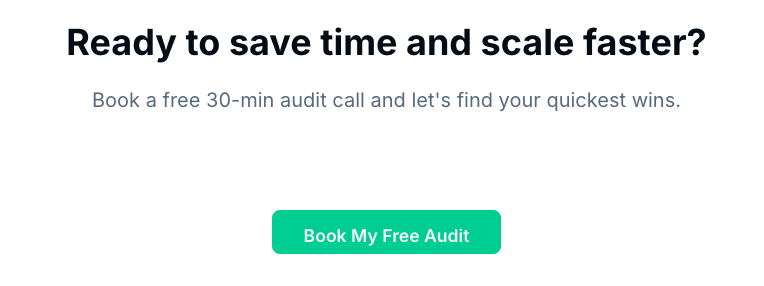 Ready to save time and scale faster?
Book a free 30-min audit call and let's find your quickest wins.
Book My Free Audit